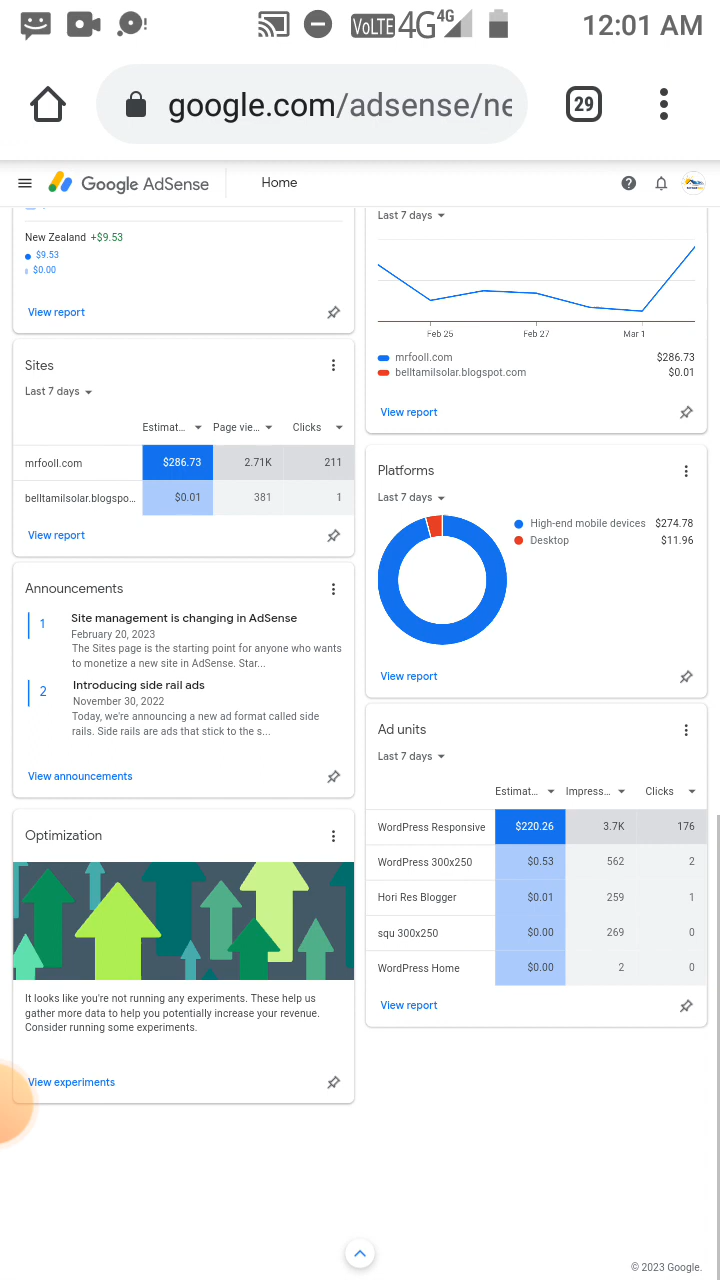 VoLTE 4G 4G 12:01 AM
google.com/adsense/ne
29
Google AdSense Home
New Zealand +$9.53
$9.53
$0.00
View report
Sites
Last 7 days
Estimat... Page vie... Clicks
mrfooll.com $286.73 2.71K 211
belltamilsolar.blogspo... $0.01 381 1
View report
Announcements
1 Site management is changing in AdSense
February 20, 2023
The Sites page is the starting point for anyone who wants
to monetize a new site in AdSense. Star...
2 Introducing side rail ads
November 30, 2022
Today, we're announcing a new ad format called side
rails. Side rails are ads that stick to the s...
View announcements
Optimization
It looks like you're not running any experiments. These help us
gather more data to help you potentially increase your revenue.
Consider running some experiments.
View experiments
Last 7 days
Feb 25 Feb 27 Mar 1
mrfooll.com $286.73
belltamilsolar.blogspot.com $0.01
View report
Platforms
Last 7 days
High-end mobile devices $274.78
Desktop $11.96
View report
Ad units
Last 7 days
Estimat... Impress... Clicks
WordPress Responsive $220.26 3.7K 176
WordPress 300x250 $0.53 562 2
Hori Res Blogger $0.01 259 1
squ 300x250 $0.00 269 0
WordPress Home $0.00 2 0
View report
© 2023 Google.